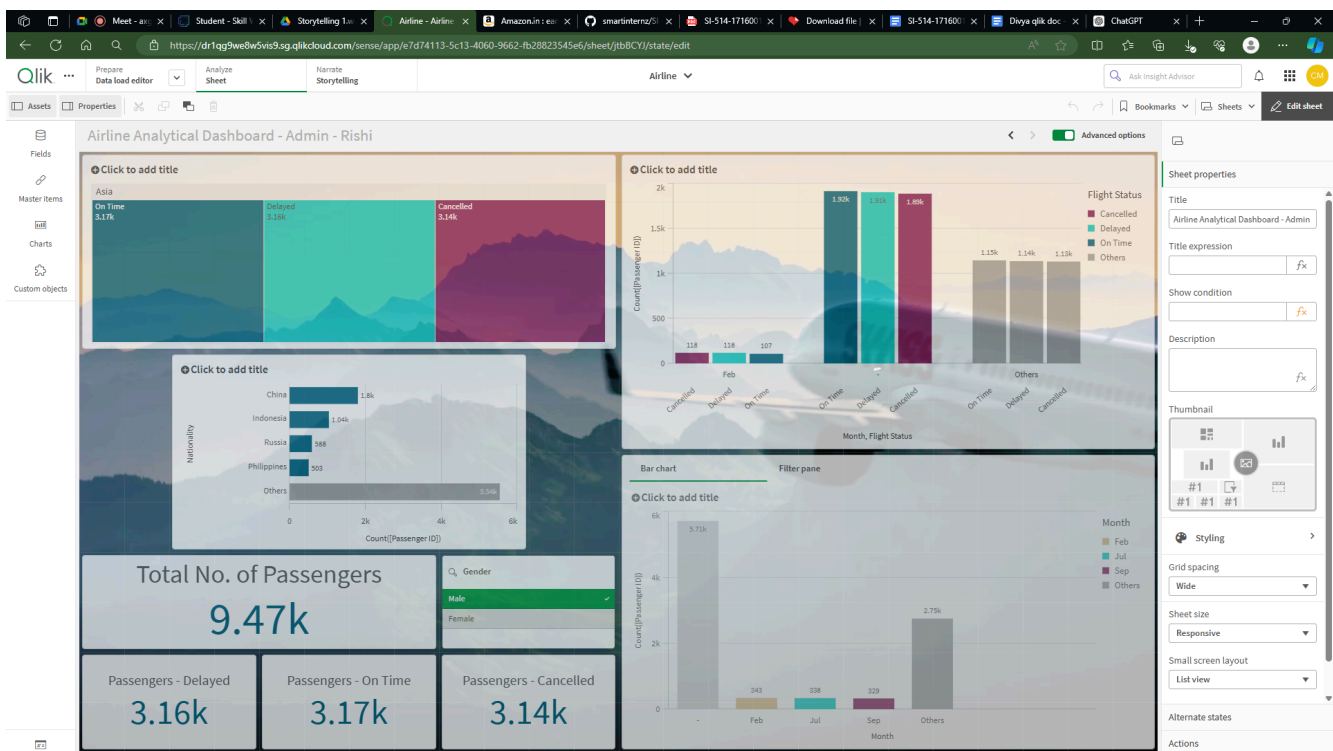 Meet - axg
Student - Skill V
Storytelling 1.w
Airline - Airline
Amazon.in : ear
smartinternz/SI
SI-514-171600
Download file |
SI-514-171600
Divya qlik doc
ChatGPT
https://dr1qg9we8w5vis9.sg.qlikcloud.com/sense/app/e7d74113-5c13-4060-9662-fb28823545e6/sheet/jtbBCYJ/state/edit
Qlik
Prepare
Data load editor
Analyze
Sheet
Narrate
Storytelling
Airline
Ask Insight Advisor
CM
Assets
Properties
Bookmarks
Sheets
Edit sheet
Fields
Master items
Charts
Custom objects
Airline Analytical Dashboard - Admin - Rishi
Advanced options
Click to add title
Asia
On Time
3.17k
Delayed
3.16k
Cancelled
3.14k
Click to add title
Count([Passenger ID])
2k
1.5k
1k
500
0
118
118
107
1.92k
1.91k
1.89k
1.15k
1.14k
1.13k
Feb
-
Others
Cancelled
Delayed
On Time
On Time
Delayed
Cancelled
On Time
Delayed
Cancelled
Month, Flight Status
Flight Status
Cancelled
Delayed
On Time
Others
Click to add title
Nationality
China
1.8k
Indonesia
1.04k
Russia
588
Philippines
503
Others
5.54k
0
2k
4k
6k
Count([Passenger ID])
Total No. of Passengers
9.47k
Gender
Male
Female
Passengers - Delayed
3.16k
Passengers - On Time
3.17k
Passengers - Cancelled
3.14k
Bar chart
Filter pane
Click to add title
Count([Passenger ID])
6k
4k
2k
0
5.71k
343
338
329
2.75k
-
Feb
Jul
Sep
Others
Month
Month
Feb
Jul
Sep
Others
Sheet properties
Title
Airline Analytical Dashboard - Admin
Title expression
fx
Show condition
fx
Description
fx
Thumbnail
#1
#1 #1 #1
Styling
Grid spacing
Wide
Sheet size
Responsive
Small screen layout
List view
Alternate states
Actions